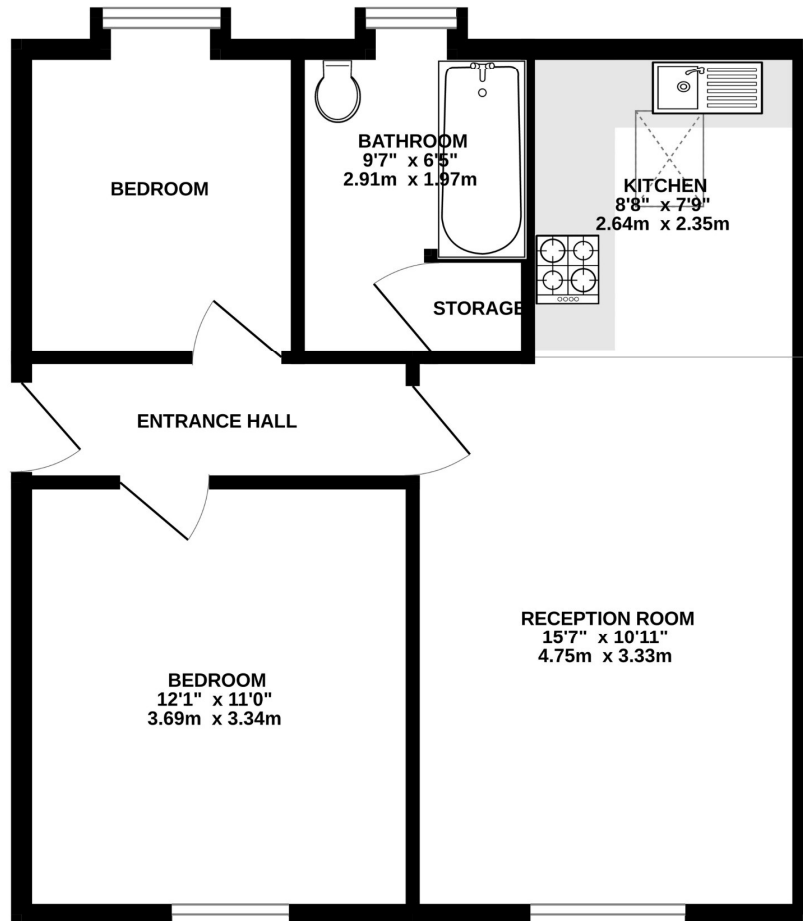 BEDROOM
BATHROOM
9'7" x 6'5"
2.91m x 1.97m
KITCHEN
8'8" x 7'9"
2.64m x 2.35m
STORAGE
ENTRANCE HALL
RECEPTION ROOM
15'7" x 10'11"
4.75m x 3.33m
BEDROOM
12'1" x 11'0"
3.69m x 3.34m